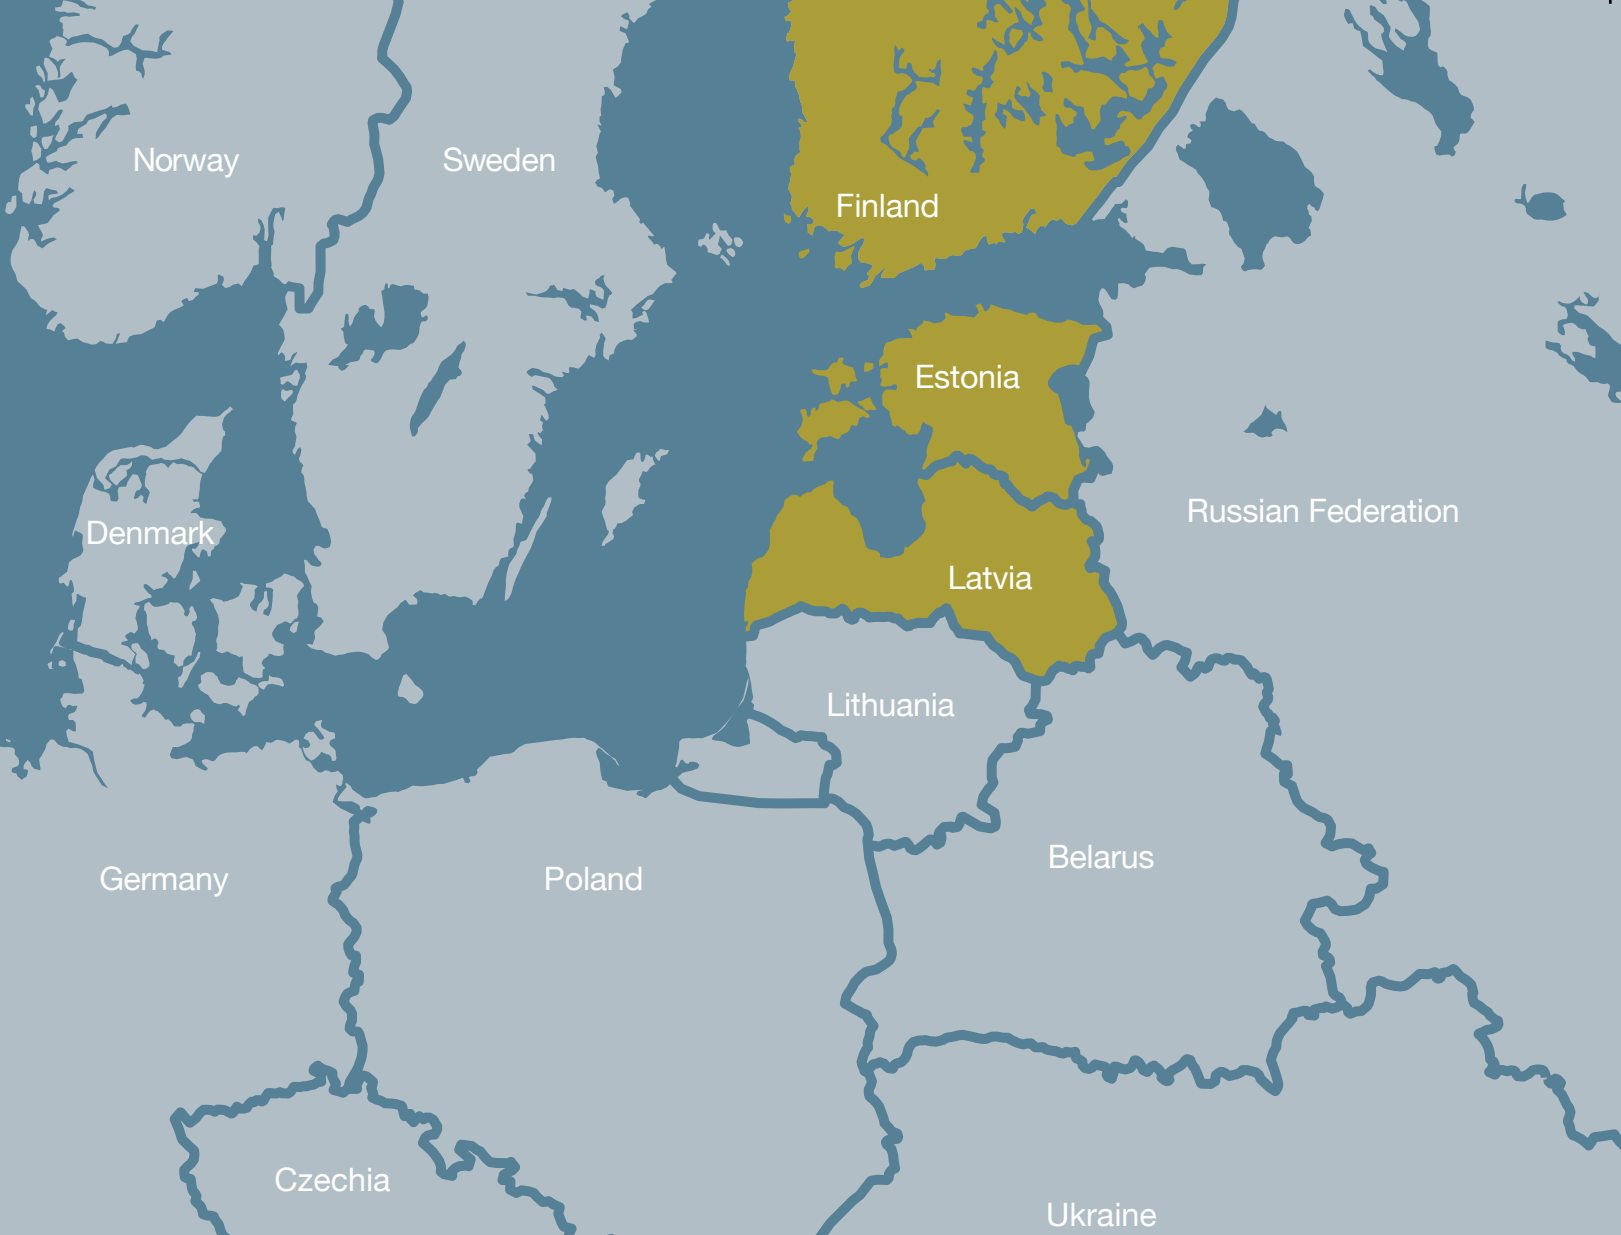 Norway
Sweden
Finland
Estonia
Russian Federation
Denmark
Latvia
Lithuania
Belarus
Germany
Poland
Czechia
Ukraine